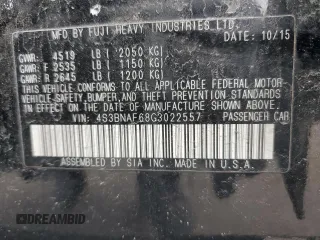 MFD BY FUJI HEAVY INDUSTRIES LTD.
DATE: 10/15
GVWR: 4519 LB ( 2050 KG)
GAWR: F 2535 LB ( 1150 KG)
R 2645 LB ( 1200 KG)
THIS VEHICLE CONFORMS TO ALL APPLICABLE FEDERAL MOTOR
VEHICLE SAFETY, BUMPER, AND THEFT PREVENTION STANDARDS
IN EFFECT ON THE DATE OF MANUFACTURE SHOWN ABOVE.
VIN: 4S3BNAF68G3022557 PASSENGER CAR
ASSEMBLED BY SIA INC. MADE IN U.S.A.
© DREAMBID